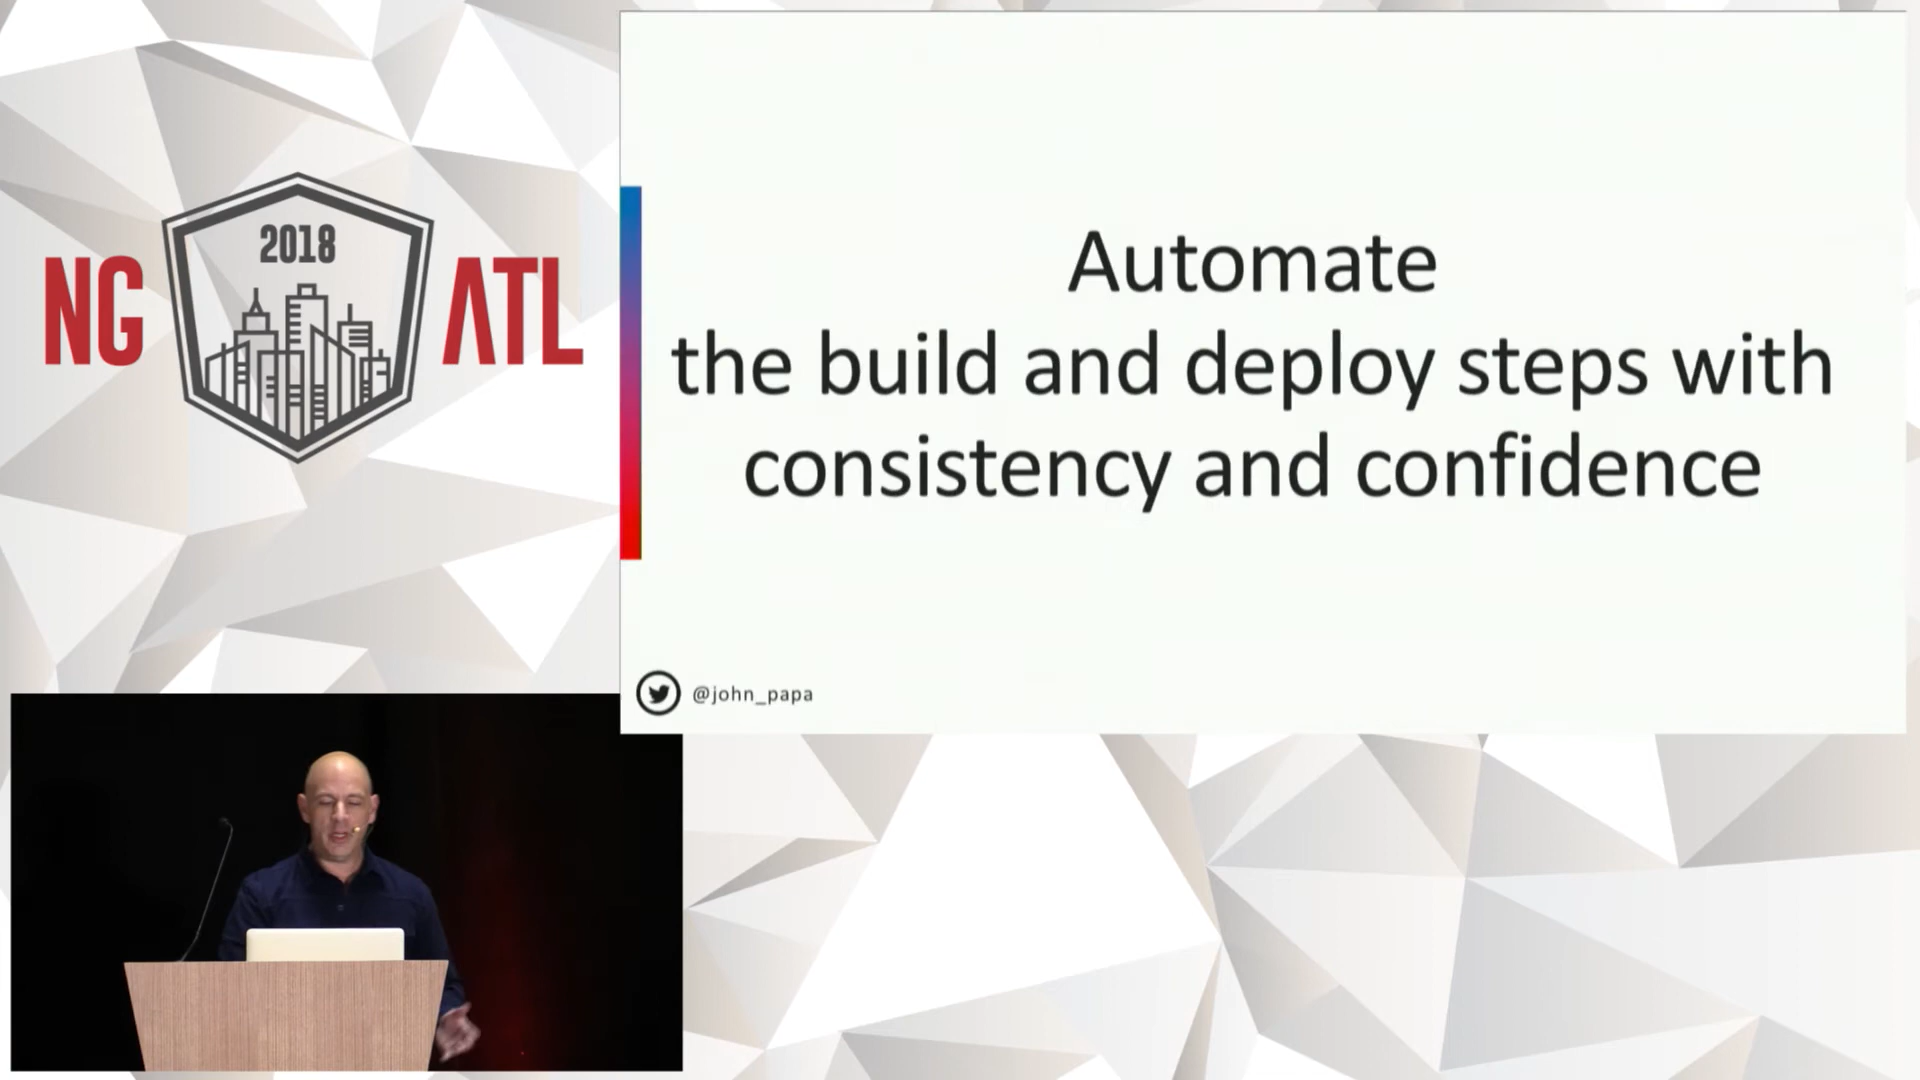 NG
2018
ATL
Automate
the build and deploy steps with
consistency and confidence
@john_papa